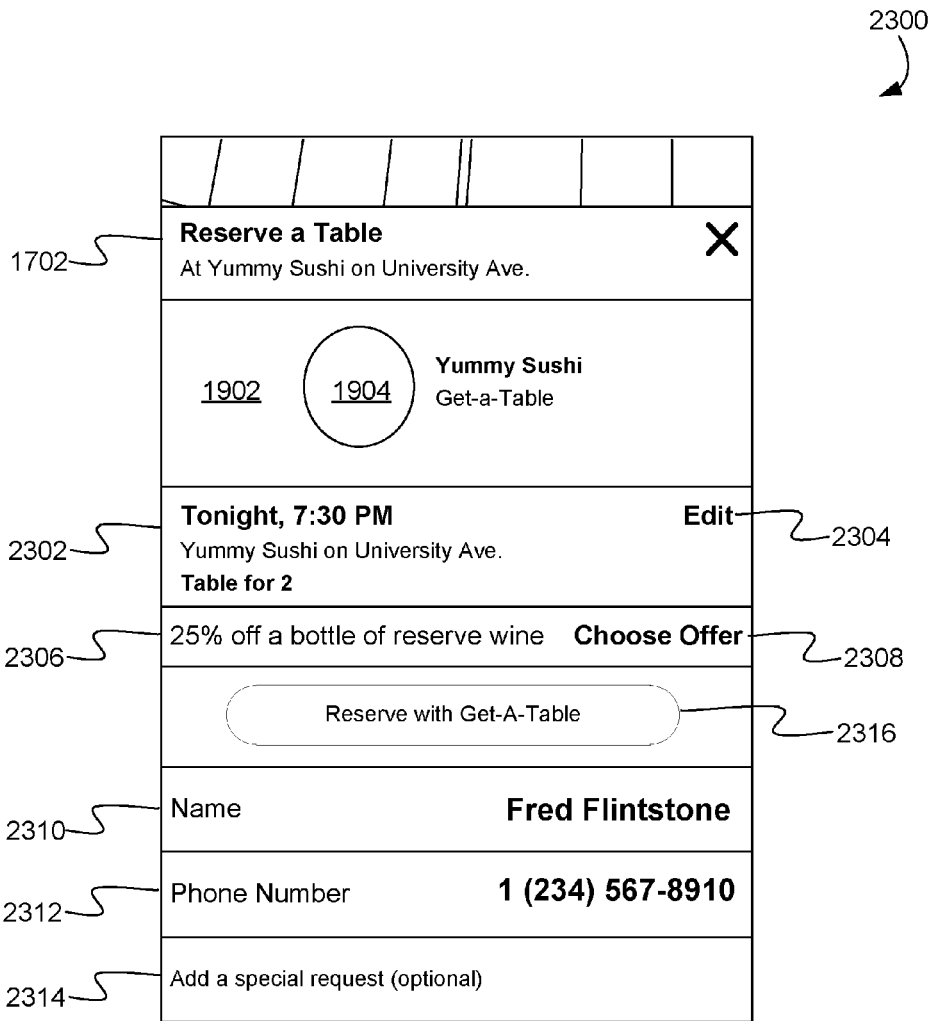 2300
Reserve a Table
1702
At Yummy Sushi on University Ave.
Yummy Sushi
1902
1904
Get-a-Table
Tonight, 7:30 PM
Edit
2302
Yummy Sushi on University Ave.
2304
Table for 2
25% off a bottle of reserve wine
Choose Offer
2306
2308
Reserve with Get-A-Table
2316
Name
Fred Flintstone
2310
Phone Number
1 (234) 567-8910
2312
Add a special request (optional)
2314